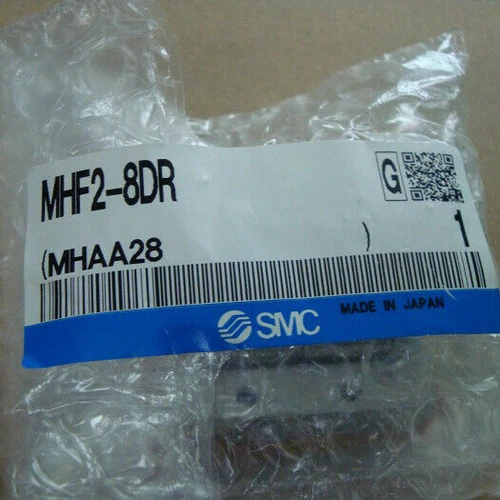 MHF2-8DR
G
(MHAA28 )
1
SMC
MADE IN JAPAN